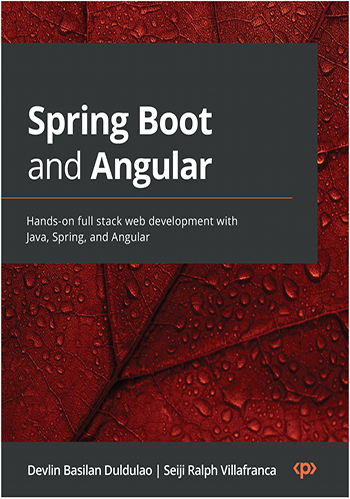 Spring Boot
and Angular
Hands-on full stack web development with
Java, Spring, and Angular
Devlin Basilan Duldulao | Seiji Ralph Villafranca
<p>